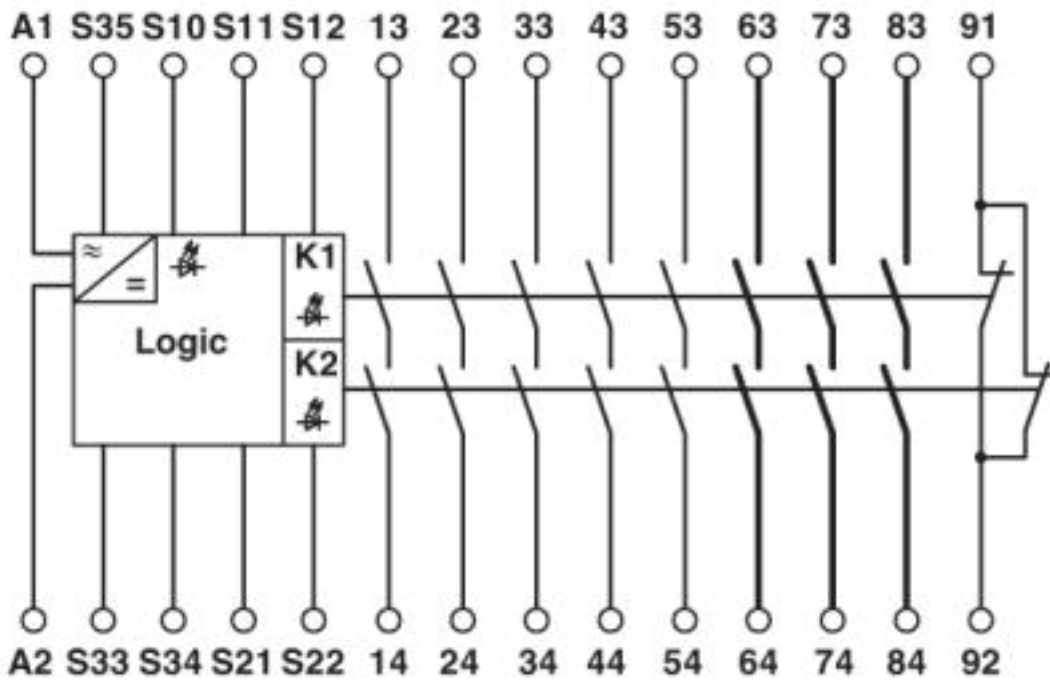 A1 S35 S10 S11 S12 13 23 33 43 53 63 73 83 91
≈ K1
=
Logic
K2
A2 S33 S34 S21 S22 14 24 34 44 54 64 74 84 92